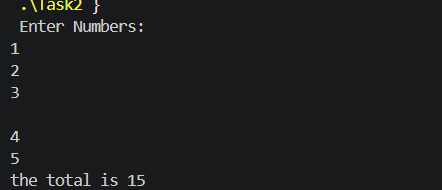 .\Task2 }
Enter Numbers:
1
2
3
4
5
the total is 15